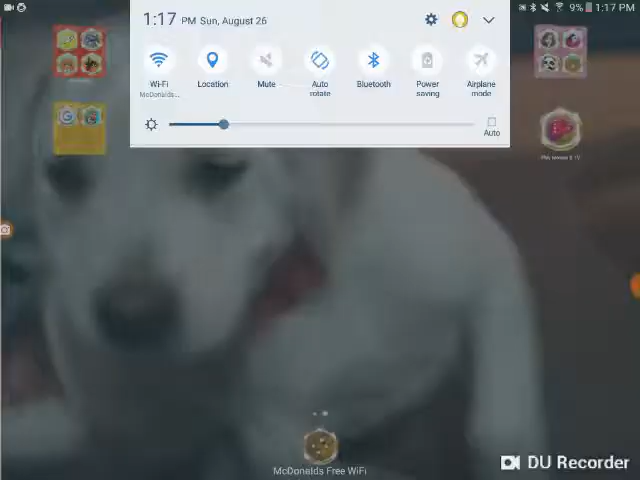 9% 1:17 PM
1:17 PM Sun, August 26
Wi-Fi
McDonalds...
Location
Mute
Auto rotate
Bluetooth
Power saving
Airplane mode
Auto
McDonalds Free WiFi
DU Recorder